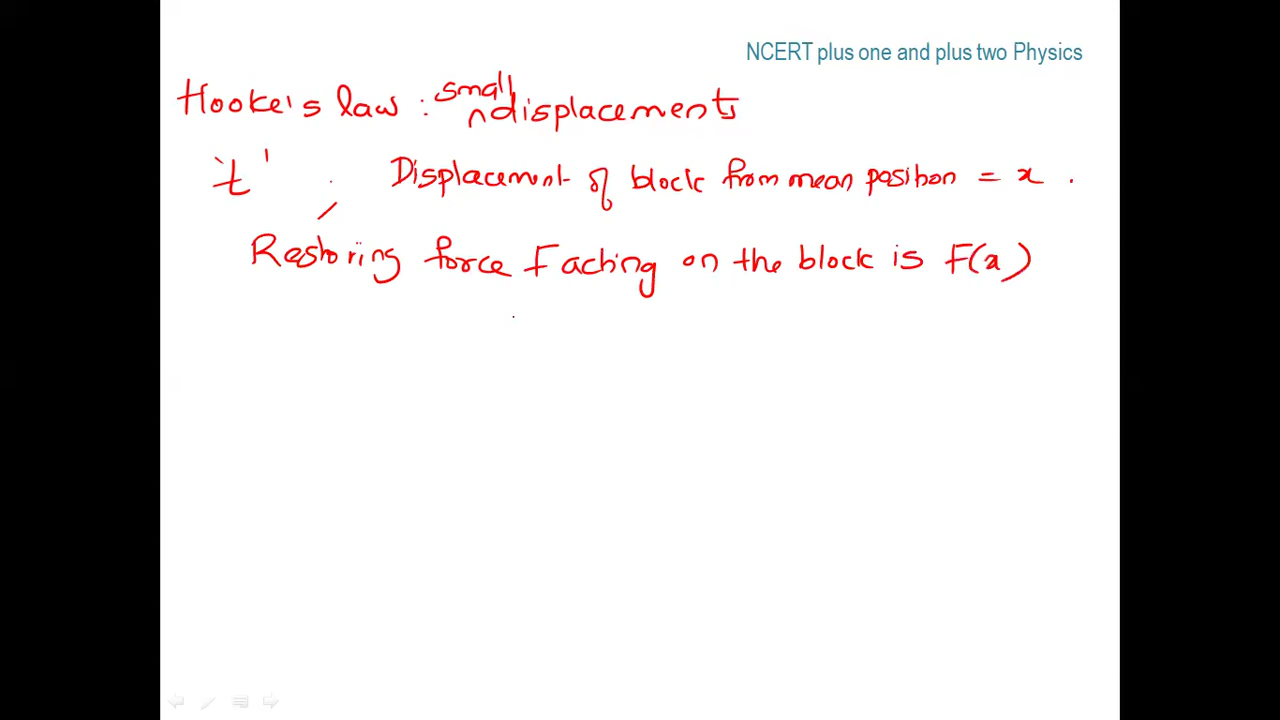 NCERT plus one and plus two Physics
Hooke's law : small displacements
't' Displacement of block from mean position = x .
Restoring force F acting on the block is F(x)